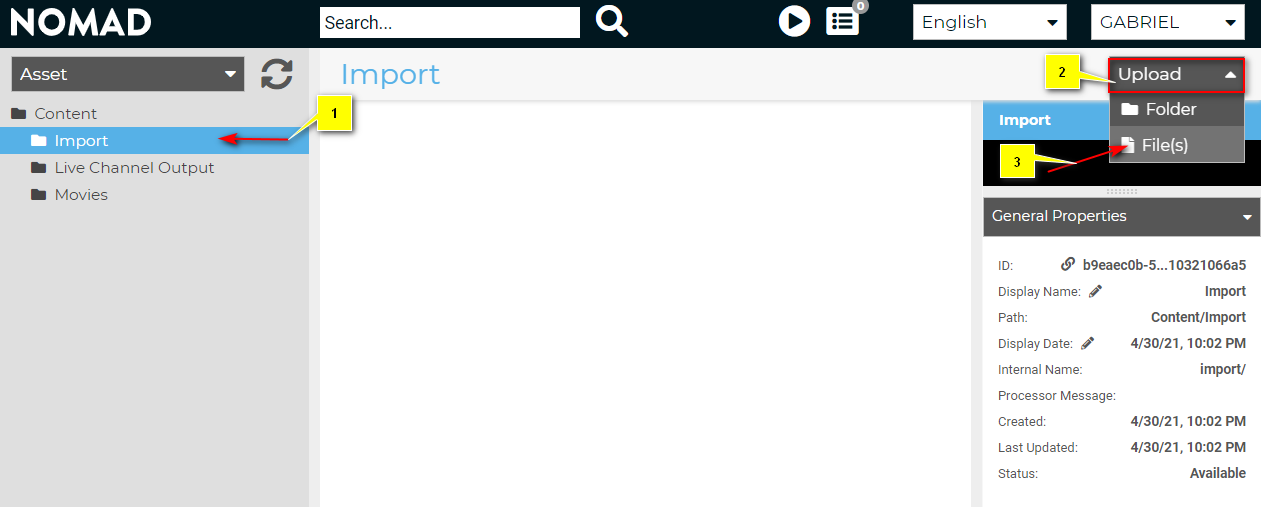 NOMAD
Search...
0
English
GABRIEL
Asset
Import
2
Upload
Folder
File(s)
3
Content
1
Import
Live Channel Output
Movies
Import
General Properties
ID: b9eaec0b-5...10321066a5
Display Name: Import
Path: Content/Import
Display Date: 4/30/21, 10:02 PM
Internal Name: import/
Processor Message:
Created: 4/30/21, 10:02 PM
Last Updated: 4/30/21, 10:02 PM
Status: Available